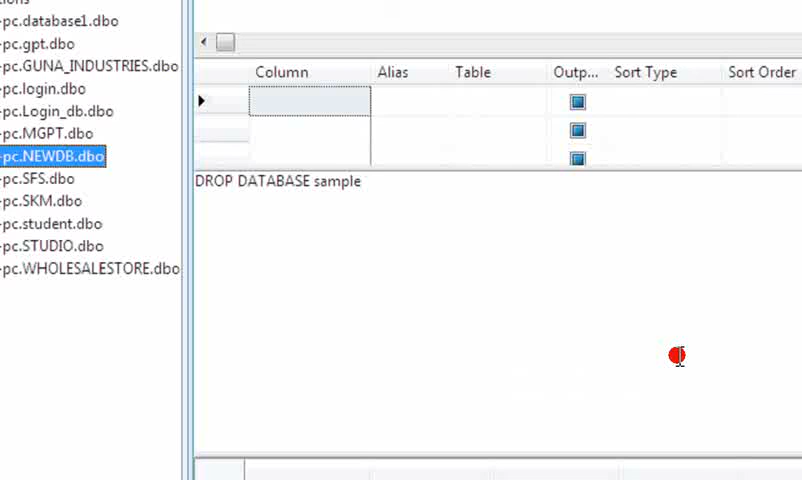 -pc.database1.dbo
-pc.gpt.dbo
-pc.GUNA_INDUSTRIES.dbo
-pc.login.dbo
-pc.Login_db.dbo
-pc.MGPT.dbo
-pc.NEWDB.dbo
-pc.SFS.dbo
-pc.SKM.dbo
-pc.student.dbo
-pc.STUDIO.dbo
-pc.WHOLESALESTORE.dbo
Column Alias Table Outp... Sort Type Sort Order
DROP DATABASE sample